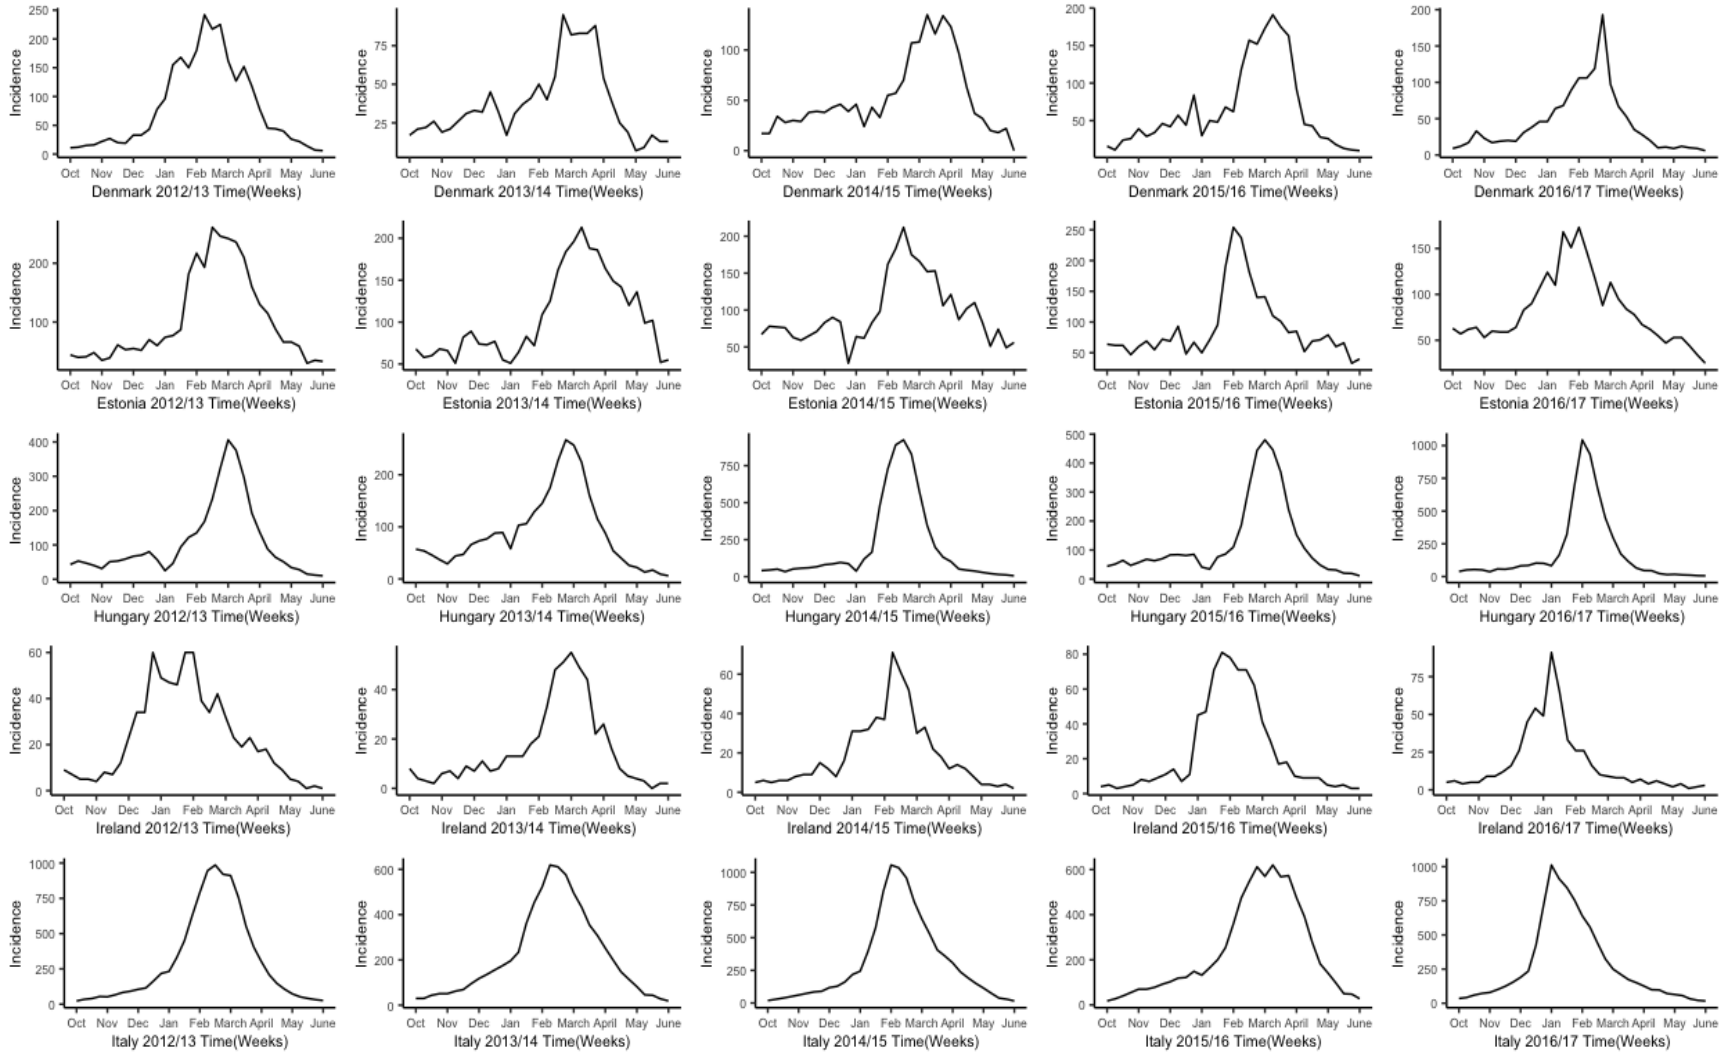 250
200
150
100
50
0
Incidence
Oct Nov Dec Jan Feb March April May June
Denmark 2012/13 Time(Weeks)
75
50
25
Incidence
Oct Nov Dec Jan Feb March April May June
Denmark 2013/14 Time(Weeks)
100
50
0
Incidence
Oct Nov Dec Jan Feb March April May June
Denmark 2014/15 Time(Weeks)
200
150
100
50
Incidence
Oct Nov Dec Jan Feb March April May June
Denmark 2015/16 Time(Weeks)
200
150
100
50
0
Incidence
Oct Nov Dec Jan Feb March April May June
Denmark 2016/17 Time(Weeks)
200
100
Incidence
Oct Nov Dec Jan Feb March April May June
Estonia 2012/13 Time(Weeks)
200
150
100
50
Incidence
Oct Nov Dec Jan Feb March April May June
Estonia 2013/14 Time(Weeks)
200
150
100
50
Incidence
Oct Nov Dec Jan Feb March April May June
Estonia 2014/15 Time(Weeks)
250
200
150
100
50
Incidence
Oct Nov Dec Jan Feb March April May June
Estonia 2015/16 Time(Weeks)
150
100
50
Incidence
Oct Nov Dec Jan Feb March April May June
Estonia 2016/17 Time(Weeks)
400
300
200
100
0
Incidence
Oct Nov Dec Jan Feb March April May June
Hungary 2012/13 Time(Weeks)
200
100
0
Incidence
Oct Nov Dec Jan Feb March April May June
Hungary 2013/14 Time(Weeks)
750
500
250
0
Incidence
Oct Nov Dec Jan Feb March April May June
Hungary 2014/15 Time(Weeks)
500
400
300
200
100
0
Incidence
Oct Nov Dec Jan Feb March April May June
Hungary 2015/16 Time(Weeks)
1000
750
500
250
0
Incidence
Oct Nov Dec Jan Feb March April May June
Hungary 2016/17 Time(Weeks)
60
40
20
0
Incidence
Oct Nov Dec Jan Feb March April May June
Ireland 2012/13 Time(Weeks)
40
20
0
Incidence
Oct Nov Dec Jan Feb March April May June
Ireland 2013/14 Time(Weeks)
60
40
20
0
Incidence
Oct Nov Dec Jan Feb March April May June
Ireland 2014/15 Time(Weeks)
80
60
40
20
0
Incidence
Oct Nov Dec Jan Feb March April May June
Ireland 2015/16 Time(Weeks)
75
50
25
0
Incidence
Oct Nov Dec Jan Feb March April May June
Ireland 2016/17 Time(Weeks)
1000
750
500
250
0
Incidence
Oct Nov Dec Jan Feb March April May June
Italy 2012/13 Time(Weeks)
600
400
200
0
Incidence
Oct Nov Dec Jan Feb March April May June
Italy 2013/14 Time(Weeks)
1000
750
500
250
0
Incidence
Oct Nov Dec Jan Feb March April May June
Italy 2014/15 Time(Weeks)
600
400
200
0
Incidence
Oct Nov Dec Jan Feb March April May June
Italy 2015/16 Time(Weeks)
1000
750
500
250
0
Incidence
Oct Nov Dec Jan Feb March April May June
Italy 2016/17 Time(Weeks)